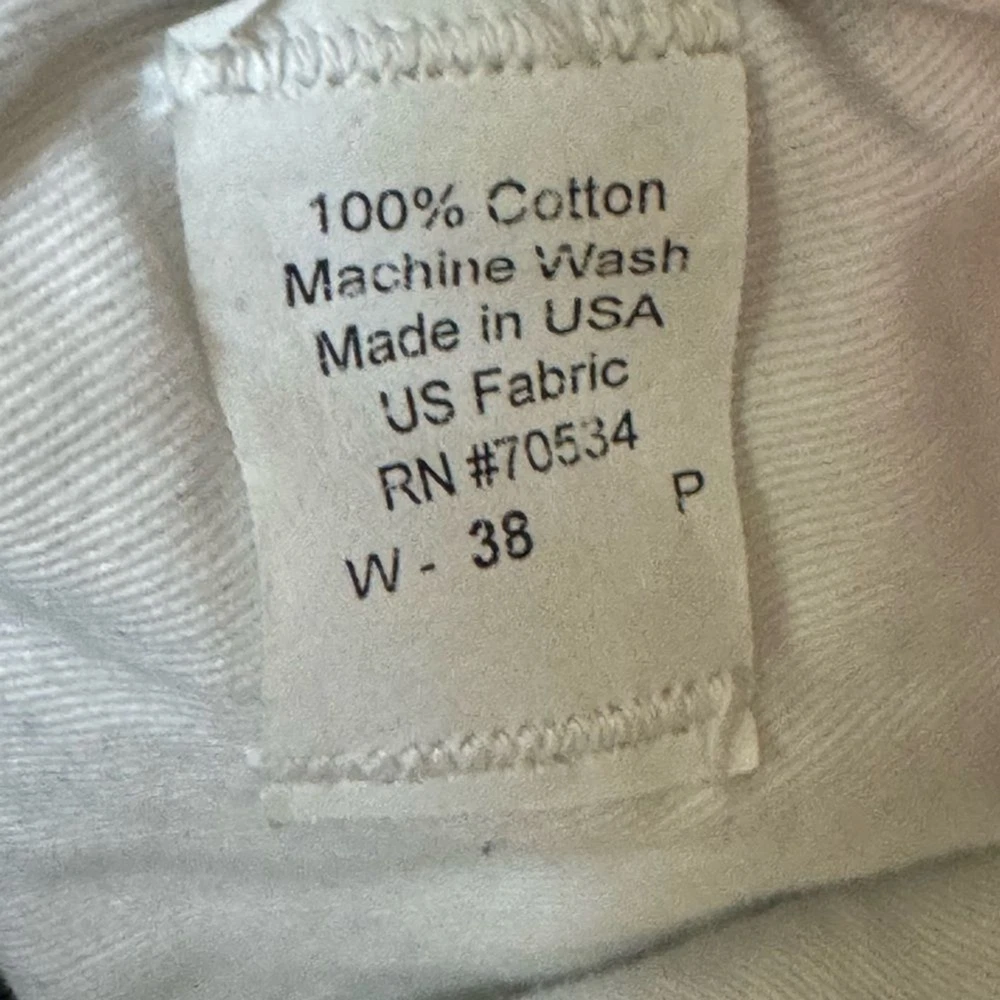 100% Cotton
Machine Wash
Made in USA
US Fabric
RN #70534
P
W - 38